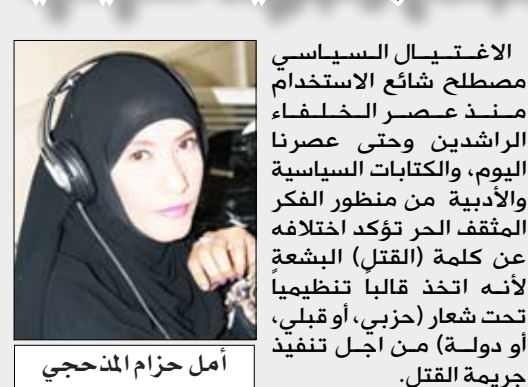 الاغتيال السياسي
مصطلح شائع الاستخدام
منذ عصر الخلفاء
الراشدين وحتى عصرنا
اليوم، والكتابات السياسية
والأدبية من منظور الفكر
المثقف الحر تؤكد اختلافه
عن كلمة (القتل) البشعة
لأنه اتخذ قالباً تنظيمياً
تحت شعار (حزبي، أو قبلي،
أو دولة) من اجل تنفيذ
جريمة القتل.
أمل حزام المذحجي